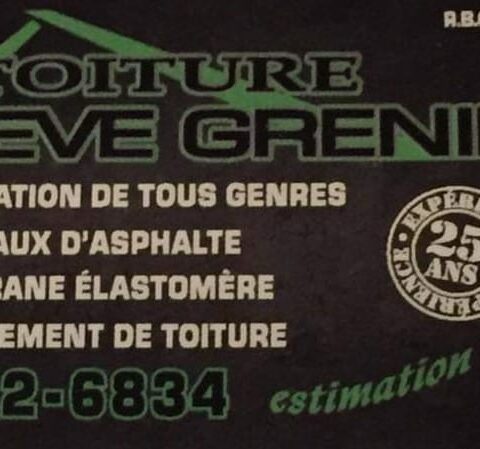 R.B.
TOITURE
EVE GRENI
ATION DE TOUS GENRES
AUX D'ASPHALTE
RANE ÉLASTOMÈRE
EMENT DE TOITURE
2-6834
estimation
EXPÉR
25
ANS
PÉRIENCE